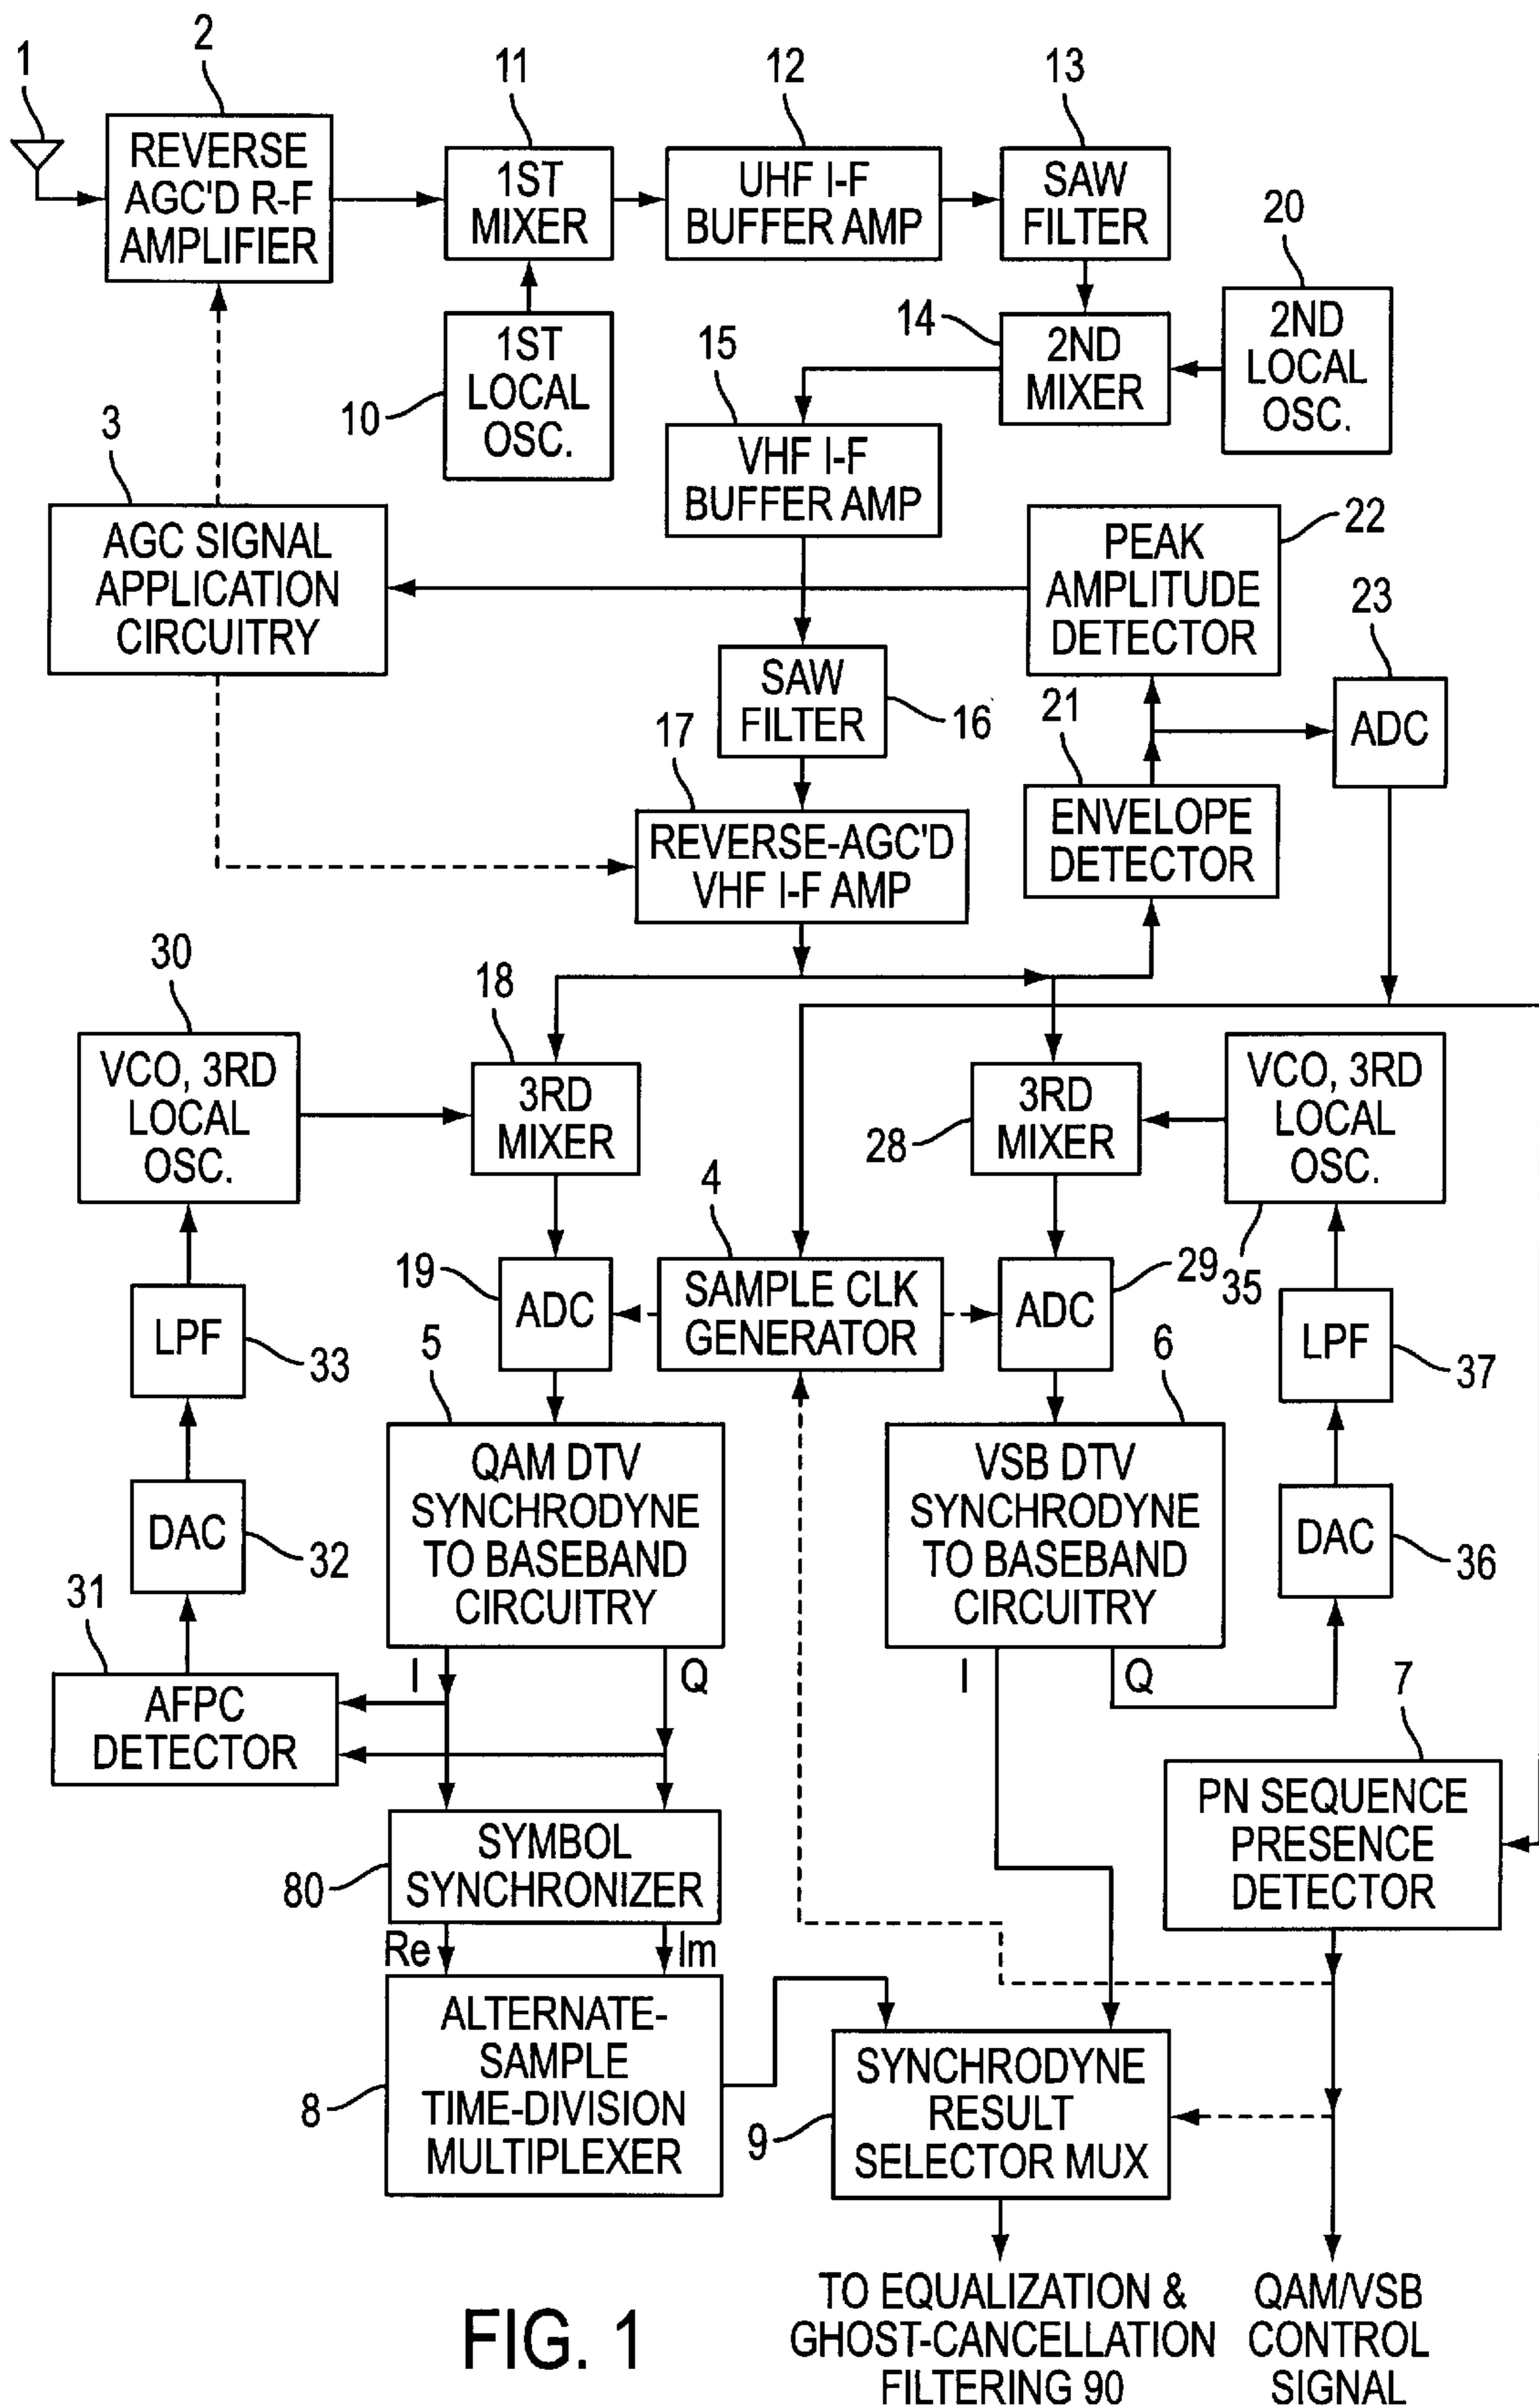 1
2
REVERSE
AGC'D R-F
AMPLIFIER
11
1ST
MIXER
12
UHF I-F
BUFFER AMP
13
SAW
FILTER
20
2ND
LOCAL
OSC.
14
2ND
MIXER
10
1ST
LOCAL
OSC.
15
VHF I-F
BUFFER AMP
3
AGC SIGNAL
APPLICATION
CIRCUITRY
22
PEAK
AMPLITUDE
DETECTOR
23
ADC
SAW
FILTER
16
21
ENVELOPE
DETECTOR
17
REVERSE-AGC'D
VHF I-F AMP
30
VCO, 3RD
LOCAL
OSC.
18
3RD
MIXER
28
3RD
MIXER
VCO, 3RD
LOCAL
OSC.
35
4
SAMPLE CLK
GENERATOR
19
ADC
29
ADC
LPF
33
LPF
37
5
QAM DTV
SYNCHRODYNE
TO BASEBAND
CIRCUITRY
6
VSB DTV
SYNCHRODYNE
TO BASEBAND
CIRCUITRY
DAC
32
DAC
36
31
AFPC
DETECTOR
I
Q
I
Q
7
PN SEQUENCE
PRESENCE
DETECTOR
80
SYMBOL
SYNCHRONIZER
Re
Im
8
ALTERNATE-
SAMPLE
TIME-DIVISION
MULTIPLEXER
9
SYNCHRODYNE
RESULT
SELECTOR MUX
TO EQUALIZATION &
GHOST-CANCELLATION
FILTERING 90
QAM/VSB
CONTROL
SIGNAL
FIG. 1